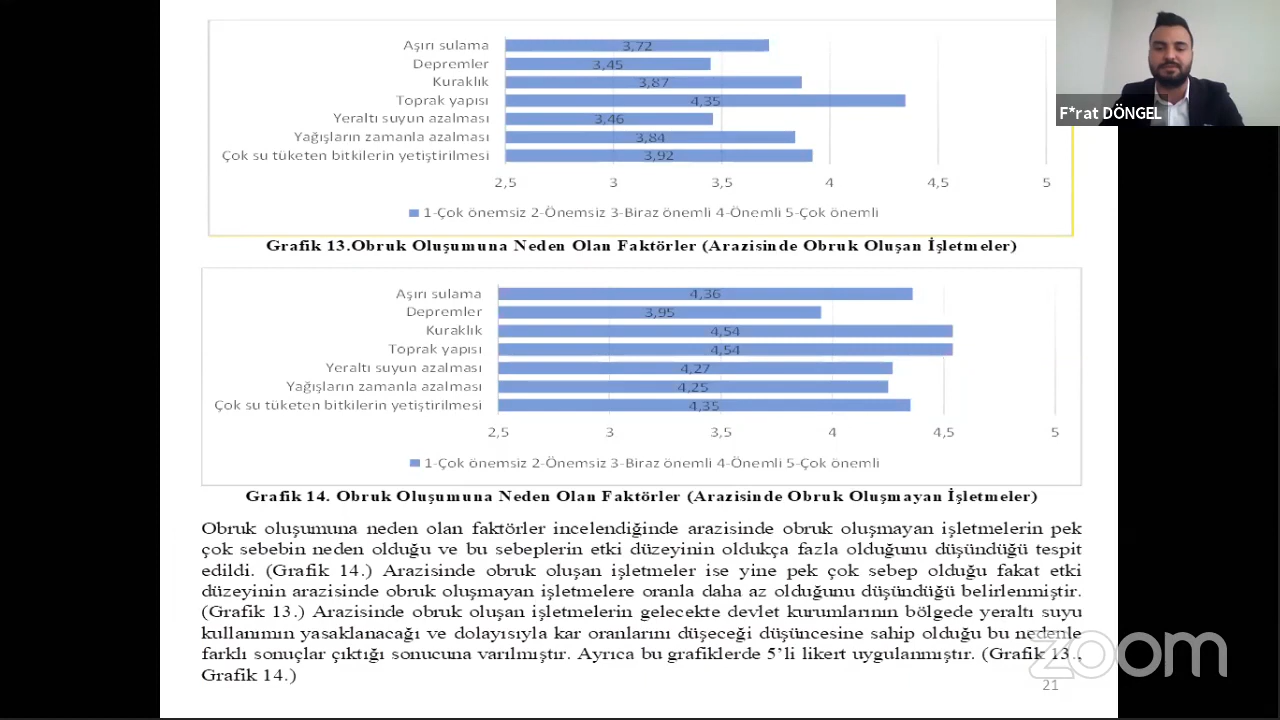 Aşırı sulama 3,72
Depremler 3,45
Kuraklık 3,87
Toprak yapısı 4,35
Yeraltı suyun azalması 3,46
Yağışların zamanla azalması 3,84
Çok su tüketen bitkilerin yetiştirilmesi 3,92
2,5 3 3,5 4 4,5 5
1-Çok önemsiz 2-Önemsiz 3-Biraz önemli 4-Önemli 5-Çok önemli
Grafik 13.Obruk Oluşumuna Neden Olan Faktörler (Arazisinde Obruk Oluşan İşletmeler)
F*rat DÖNGEL
Aşırı sulama 4,36
Depremler 3,95
Kuraklık 4,54
Toprak yapısı 4,54
Yeraltı suyun azalması 4,27
Yağışların zamanla azalması 4,25
Çok su tüketen bitkilerin yetiştirilmesi 4,35
2,5 3 3,5 4 4,5 5
1-Çok önemsiz 2-Önemsiz 3-Biraz önemli 4-Önemli 5-Çok önemli
Grafik 14. Obruk Oluşumuna Neden Olan Faktörler (Arazisinde Obruk Oluşmayan İşletmeler)
Obruk oluşumuna neden olan faktörler incelendiğinde arazisinde obruk oluşmayan işletmelerin pek
çok sebebin neden olduğu ve bu sebeplerin etki düzeyinin oldukça fazla olduğunu düşündüğü tespit
edildi. (Grafik 14.) Arazisinde obruk oluşan işletmeler ise yine pek çok sebep olduğu fakat etki
düzeyinin arazisinde obruk oluşmayan işletmelere oranla daha az olduğunu düşündüğü belirlenmiştir.
(Grafik 13.) Arazisinde obruk oluşan işletmelerin gelecekte devlet kurumlarının bölgede yeraltı suyu
kullanımın yasaklanacağı ve dolayısıyla kar oranlarını düşeceği düşüncesine sahip olduğu bu nedenle
farklı sonuçlar çıktığı sonucuna varılmıştır. Ayrıca bu grafiklerde 5’li likert uygulanmıştır. (Grafik 13.,
Grafik 14.)
zoom
21